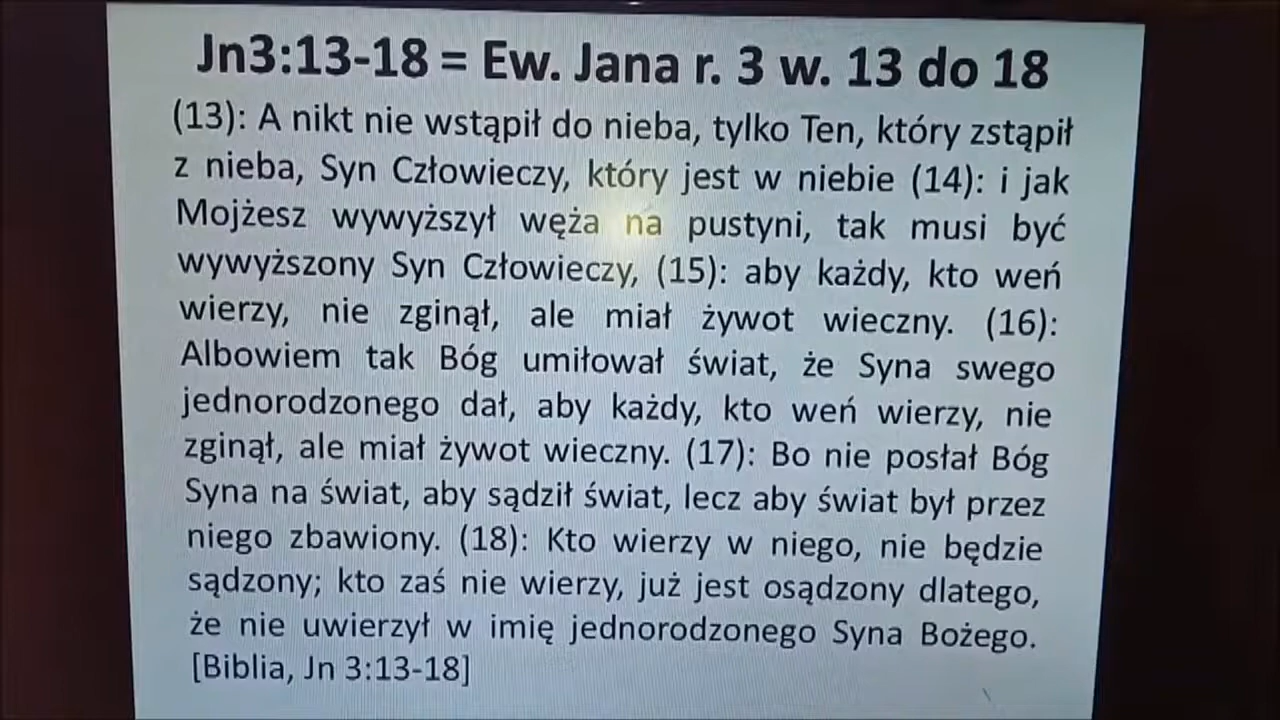 Jn3:13-18 = Ew. Jana r. 3 w. 13 do 18
(13): A nikt nie wstąpił do nieba, tylko Ten, który zstąpił
z nieba, Syn Człowieczy, który jest w niebie (14): i jak
Mojżesz wywyższył węża na pustyni, tak musi być
wywyższony Syn Człowieczy, (15): aby każdy, kto weń
wierzy, nie zginął, ale miał żywot wieczny. (16):
Albowiem tak Bóg umiłował świat, że Syna swego
jednorodzonego dał, aby każdy, kto weń wierzy, nie
zginął, ale miał żywot wieczny. (17): Bo nie posłał Bóg
Syna na świat, aby sądził świat, lecz aby świat był przez
niego zbawiony. (18): Kto wierzy w niego, nie będzie
sądzony; kto zaś nie wierzy, już jest osądzony dlatego,
że nie uwierzył w imię jednorodzonego Syna Bożego.
[Biblia, Jn 3:13-18]